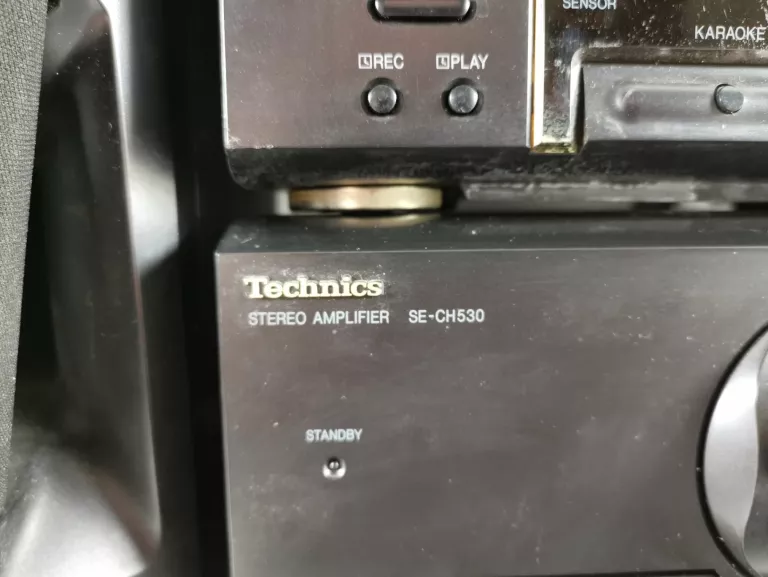 SENSOR
KARAOKE
REC
PLAY
Technics
STEREO AMPLIFIER SE-CH530
STANDBY